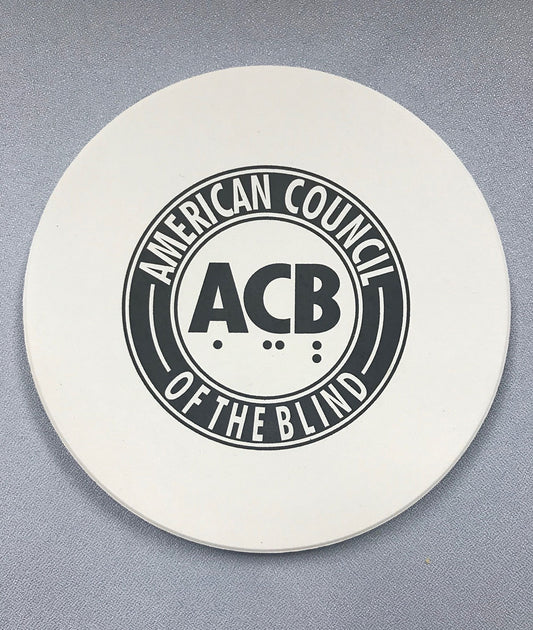 AMERICAN COUNCIL
ACB
⠁ ⠉ ⠃
OF THE BLIND